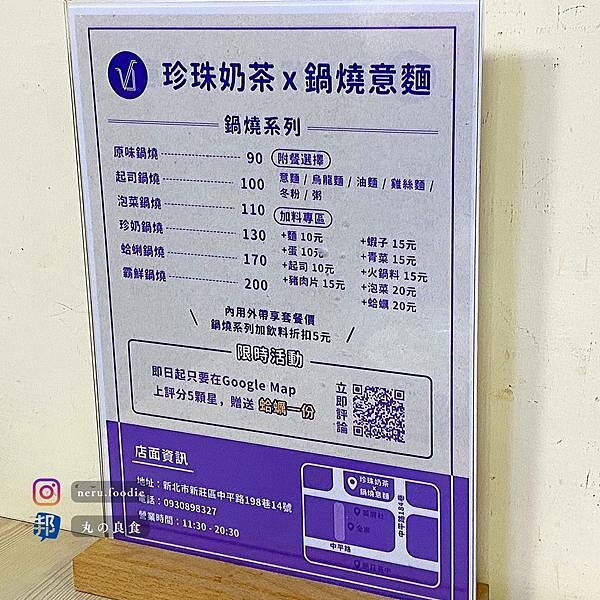 珍珠奶茶 x 鍋燒意麵
鍋燒系列
原味鍋燒 90
起司鍋燒 100
泡菜鍋燒 110
珍奶鍋燒 130
蛤蜊鍋燒 170
霸鮮鍋燒 200
附餐選擇
意麵 / 烏龍麵 / 油麵 / 雞絲麵 /
冬粉 / 粥
加料專區
+麵 10元
+蛋 10元
+起司 10元
+豬肉片 15元
+蝦子 15元
+青菜 15元
+火鍋料 15元
+泡菜 20元
+蛤蠣 20元
內用外帶享套餐價
鍋燒系列加飲料折扣5元
限時活動
即日起只要在Google Map
上評分5顆星，贈送 蛤蠣一份
立即評論
店面資訊
地址：新北市新莊區中平路198巷14號
電話：0930898327
營業時間：11:30 - 20:30
珍珠奶茶
x
鍋燒意麵
全家
中平路
中平路184巷
neru.foodie
邦 丸の良食